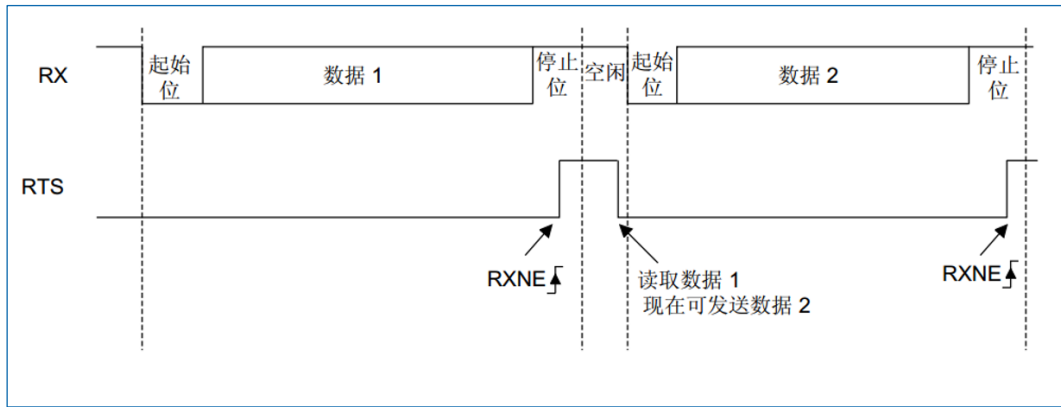 RX
起始
位
数据 1
停止
位
空闲
起始
位
数据 2
停止
位
RTS
RXNE
读取数据 1
现在可发送数据 2
RXNE